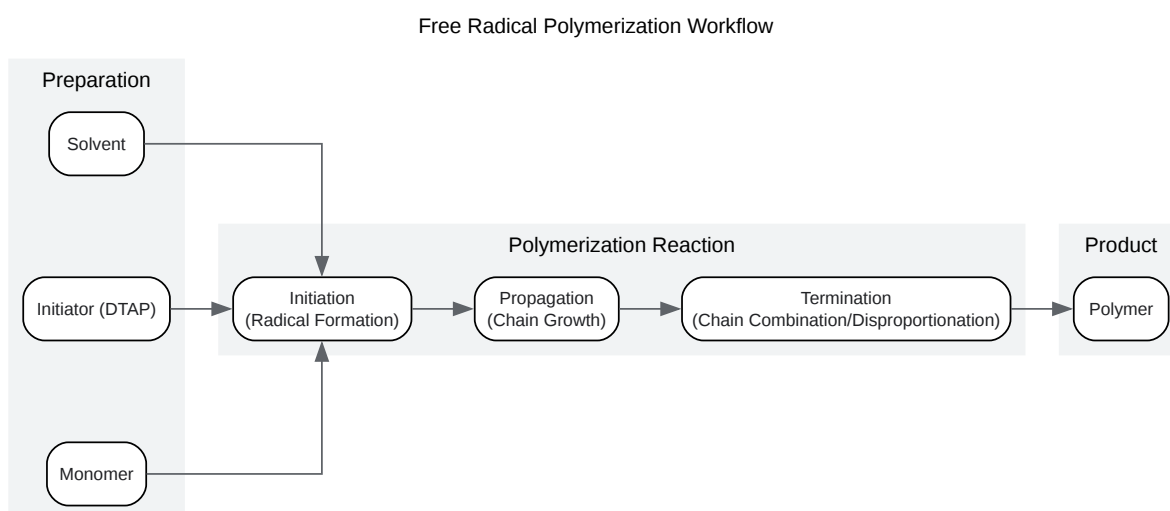 Free Radical Polymerization Workflow
Preparation
Solvent
Initiator (DTAP)
Monomer
Polymerization Reaction
Initiation
(Radical Formation)
Propagation
(Chain Growth)
Termination
(Chain Combination/Disproportionation)
Product
Polymer